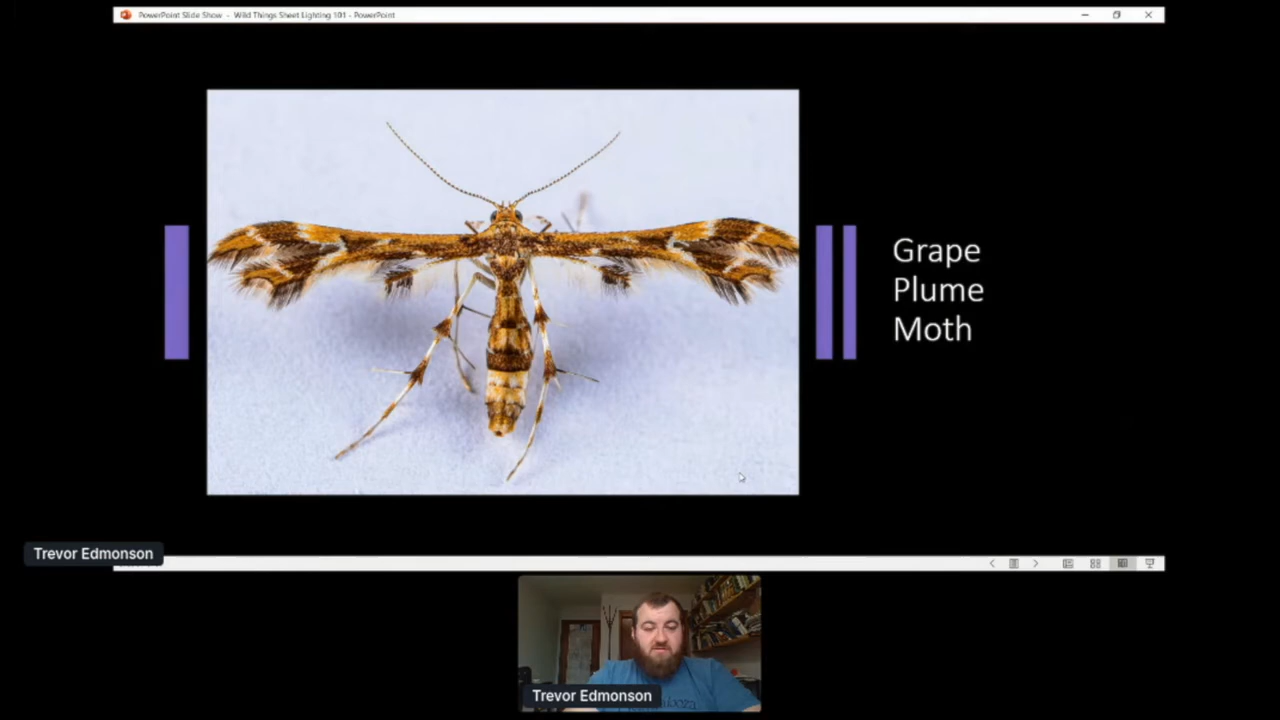 PowerPoint Slide Show - Wild Things Sheet Lighting 101 - PowerPoint
Grape
Plume
Moth
Trevor Edmonson
Trevor Edmonson